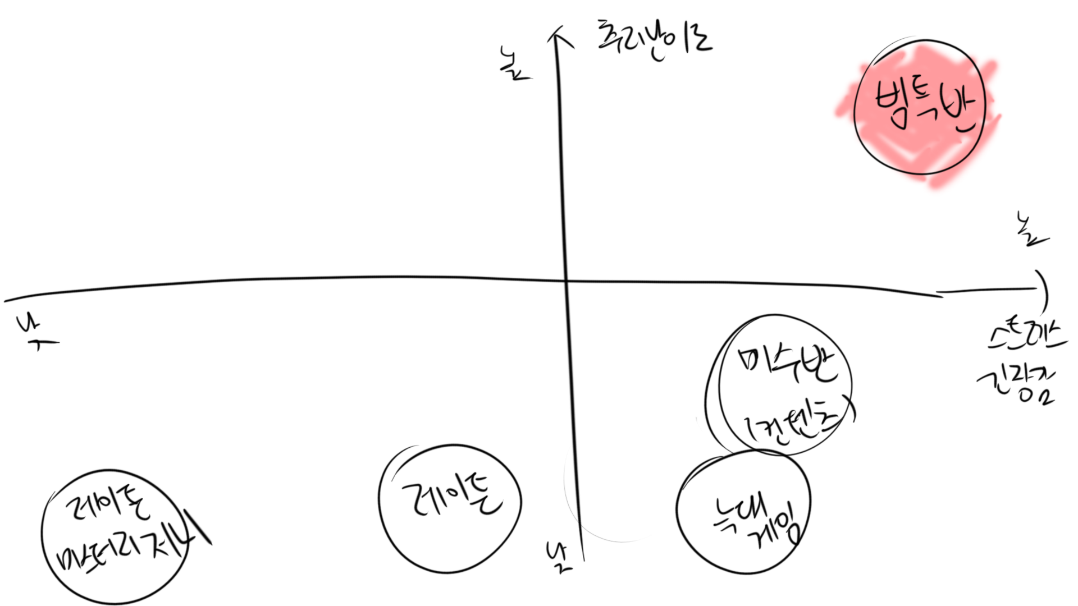 추리난이도
높
범특반
높
낮
스트레스
긴장감
미수반
(컨텐츠)
레이튼
레이튼
미스터리저니
늑대
게임
낮